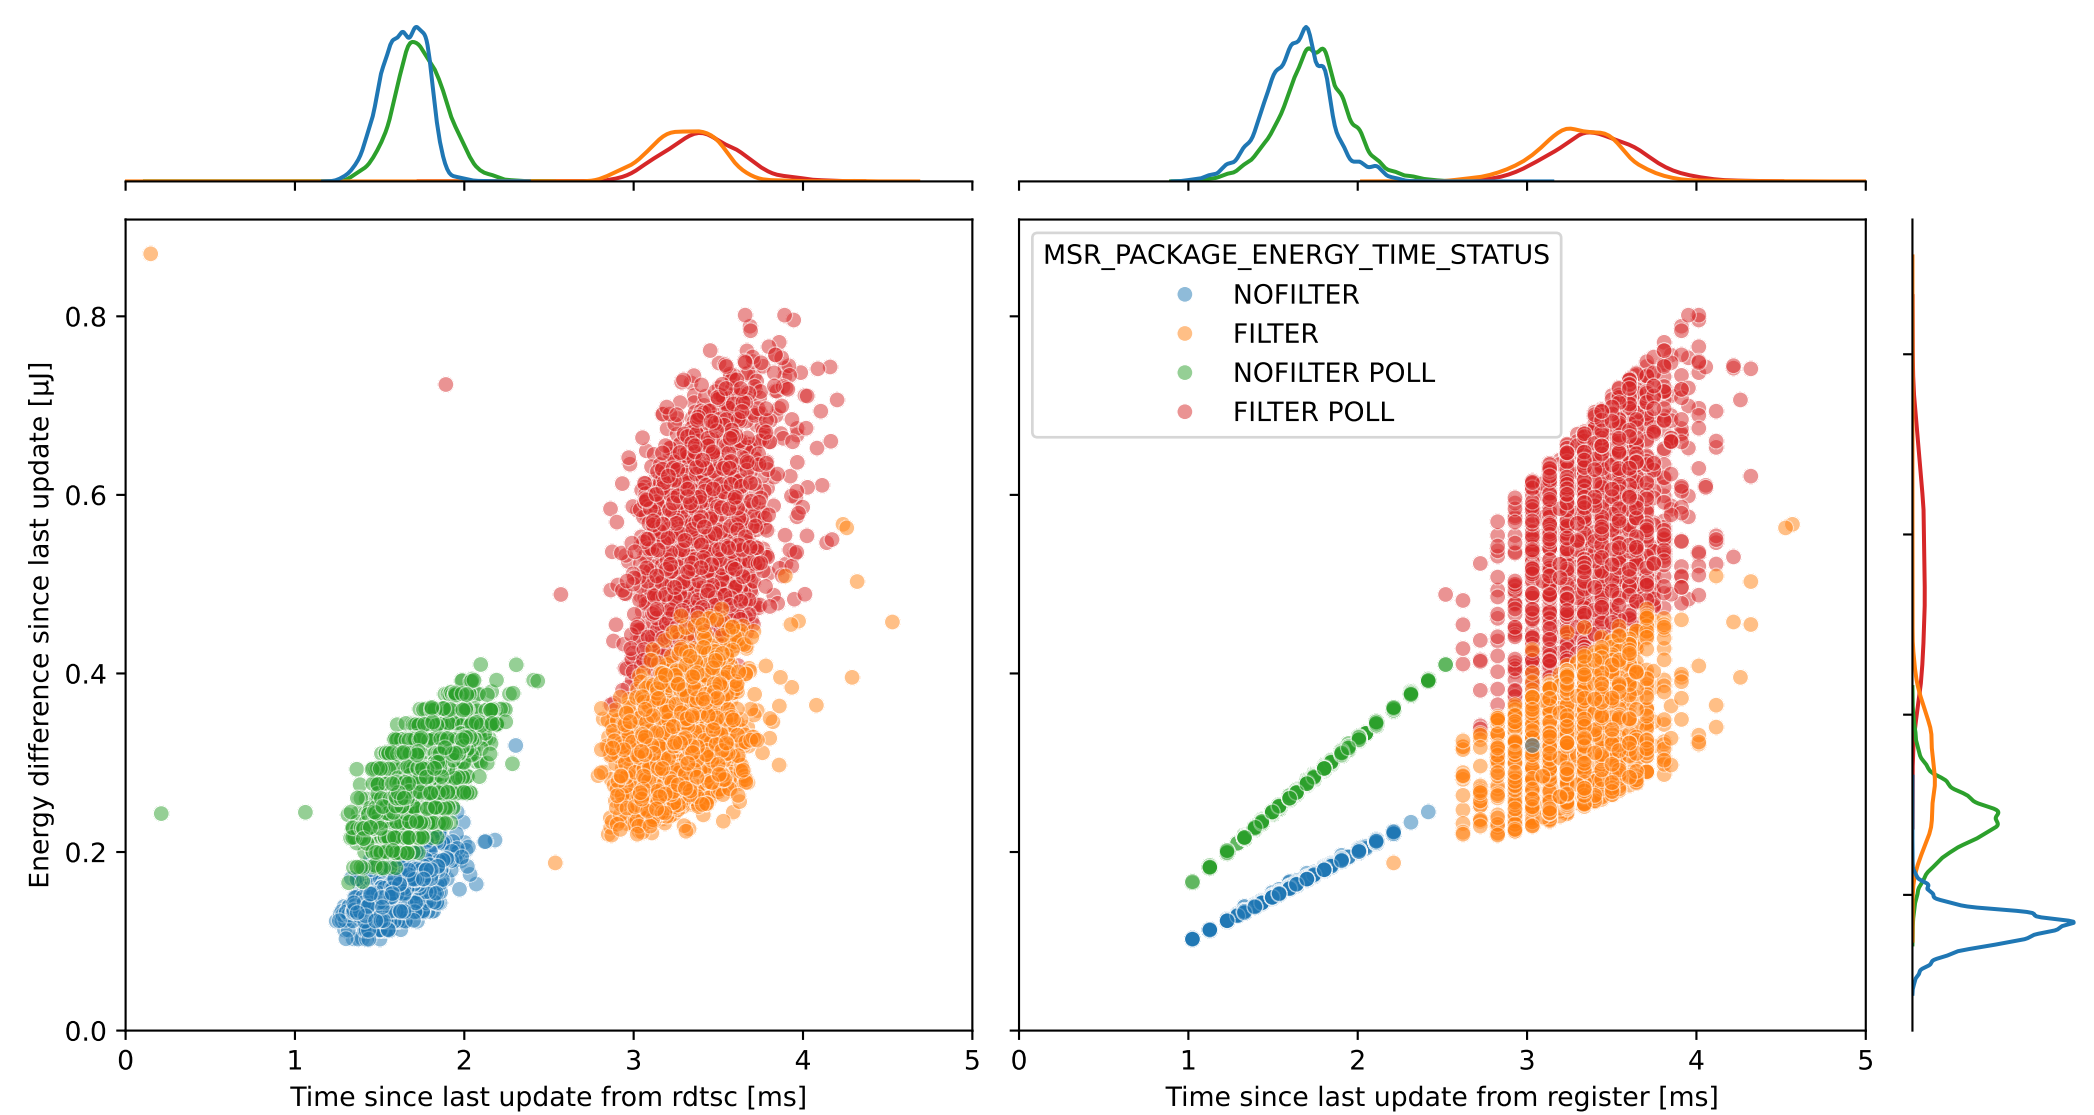 MSR_PACKAGE_ENERGY_TIME_STATUS
NOFILTER
FILTER
NOFILTER POLL
FILTER POLL
Energy difference since last update [µJ]
0.8
0.6
0.4
0.2
0.0
0 1 2 3 4 5
0 1 2 3 4 5
Time since last update from rdtsc [ms]
Time since last update from register [ms]